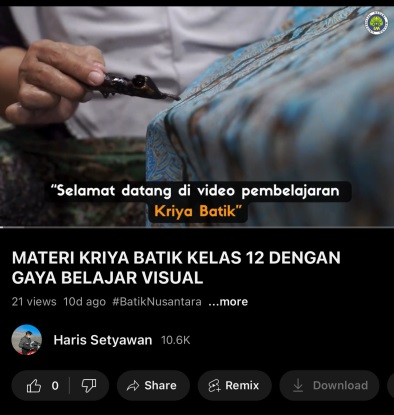 “Selamat datang di video pembelajaran
Kriya Batik”
MATERI KRIYA BATIK KELAS 12 DENGAN
GAYA BELAJAR VISUAL
21 views 10d ago #BatikNusantara ...more
Haris Setyawan 10.6K
0 Share Remix Download